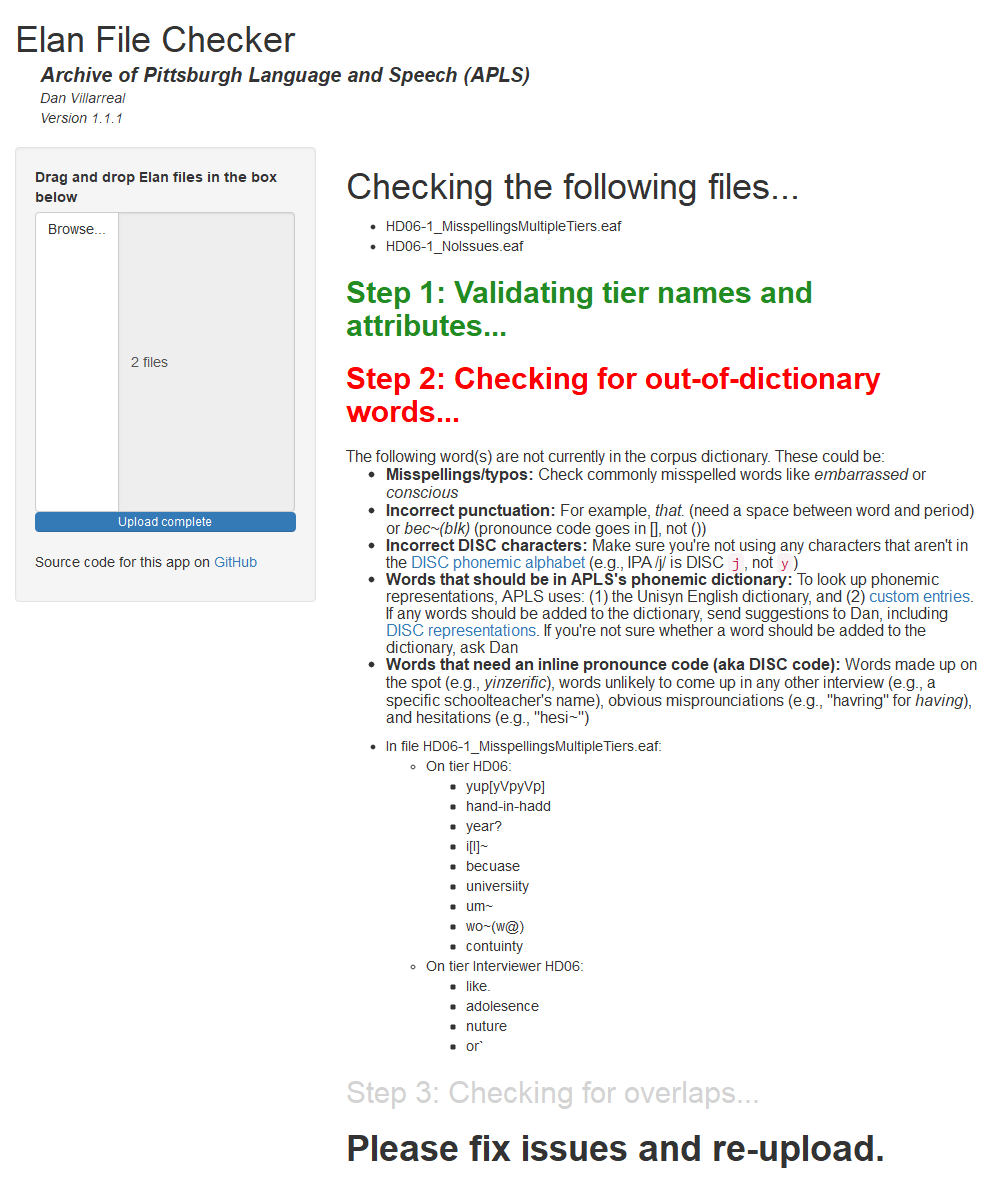 Elan File Checker
Archive of Pittsburgh Language and Speech (APLS)
Dan Villarreal
Version 1.1.1
Drag and drop Elan files in the box
below
Browse...
2 files
Upload complete
Source code for this app on GitHub
Checking the following files...
HD06-1_MisspellingsMultipleTiers.eaf
HD06-1_NoIssues.eaf
Step 1: Validating tier names and
attributes...
Step 2: Checking for out-of-dictionary
words...
The following word(s) are not currently in the corpus dictionary. These could be:
Misspellings/typos: Check commonly misspelled words like embarrassed or
conscious
Incorrect punctuation: For example, that. (need a space between word and period)
or bec~(bIk) (pronounce code goes in [], not ())
Incorrect DISC characters: Make sure you're not using any characters that aren't in
the DISC phonemic alphabet (e.g., IPA /j/ is DISC j, not y)
Words that should be in APLS's phonemic dictionary: To look up phonemic
representations, APLS uses: (1) the Unisyn English dictionary, and (2) custom entries.
If any words should be added to the dictionary, send suggestions to Dan, including
DISC representations. If you're not sure whether a word should be added to the
dictionary, ask Dan
Words that need an inline pronounce code (aka DISC code): Words made up on
the spot (e.g., yinzerific), words unlikely to come up in any other interview (e.g., a
specific schoolteacher's name), obvious misprounciations (e.g., "havring" for having),
and hesitations (e.g., "hesi~")
In file HD06-1_MisspellingsMultipleTiers.eaf:
On tier HD06:
yup[yVpyVp]
hand-in-hadd
year?
i[I]~
becuase
universiity
um~
wo~(w@)
contuinty
On tier Interviewer HD06:
like.
adolesence
nuture
or`
Step 3: Checking for overlaps...
Please fix issues and re-upload.